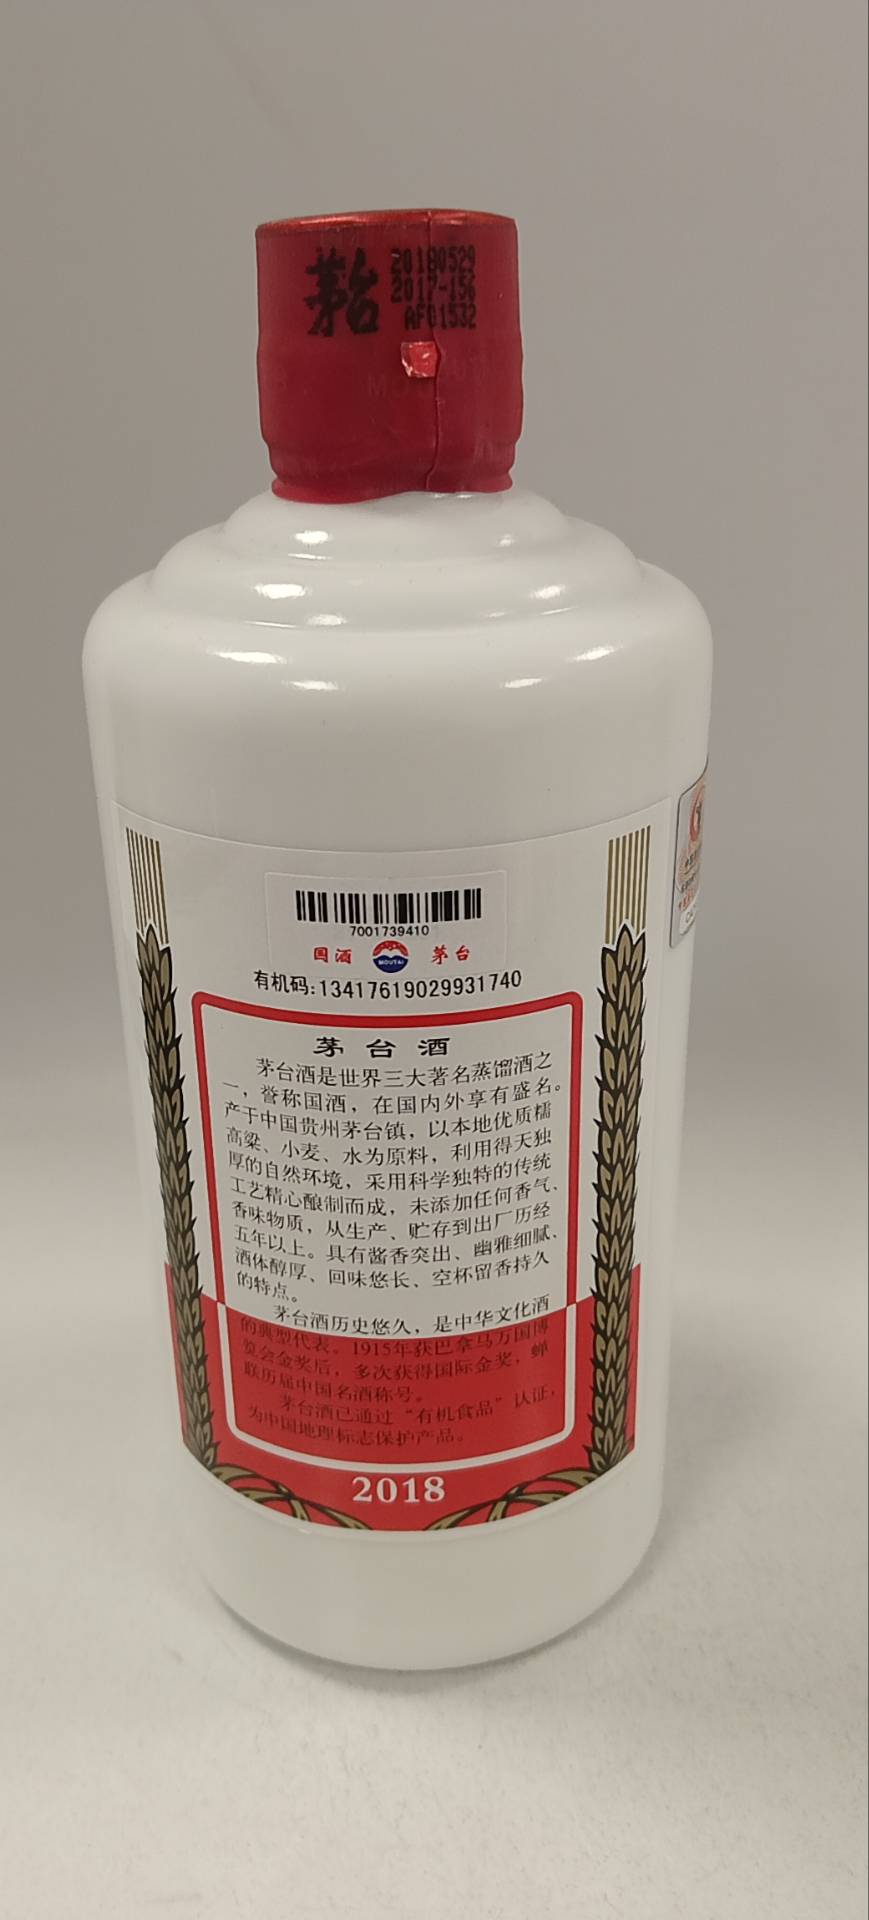 茅台
20180529
2017-156
AF01532
7001739410
国酒
MOUTAI
茅台
有机码:13417619029931740
茅台酒
茅台酒是世界三大著名蒸馏酒之
一，誉称国酒，在国内外享有盛名。
产于中国贵州茅台镇，以本地优质糯
高粱、小麦、水为原料，利用得天独
厚的自然环境，采用科学独特的传统
工艺精心酿制而成，未添加任何香气、
香味物质，从生产、贮存到出厂历经
五年以上。具有酱香突出、幽雅细腻、
酒体醇厚、回味悠长、空杯留香持久
的特点。
茅台酒历史悠久，是中华文化酒
的典型代表。1915年获巴拿马万国博
览会金奖后，多次获得国际金奖，蝉
联历届中国名酒称号。
茅台酒已通过“有机食品”认证，
为中国地理标志保护产品。
2018